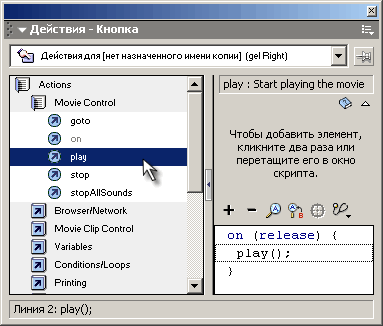 Действия - Кнопка
Действия для [нет назначенного имени копии] (gel Right)
Actions
Movie Control
goto
on
play
stop
stopAllSounds
Browser/Network
Movie Clip Control
Variables
Conditions/Loops
Printing
play : Start playing the movie
Чтобы добавить элемент,
кликните два раза или
перетащите его в окно
скрипта.
on (release) {
play();
}
Линия 2: play();